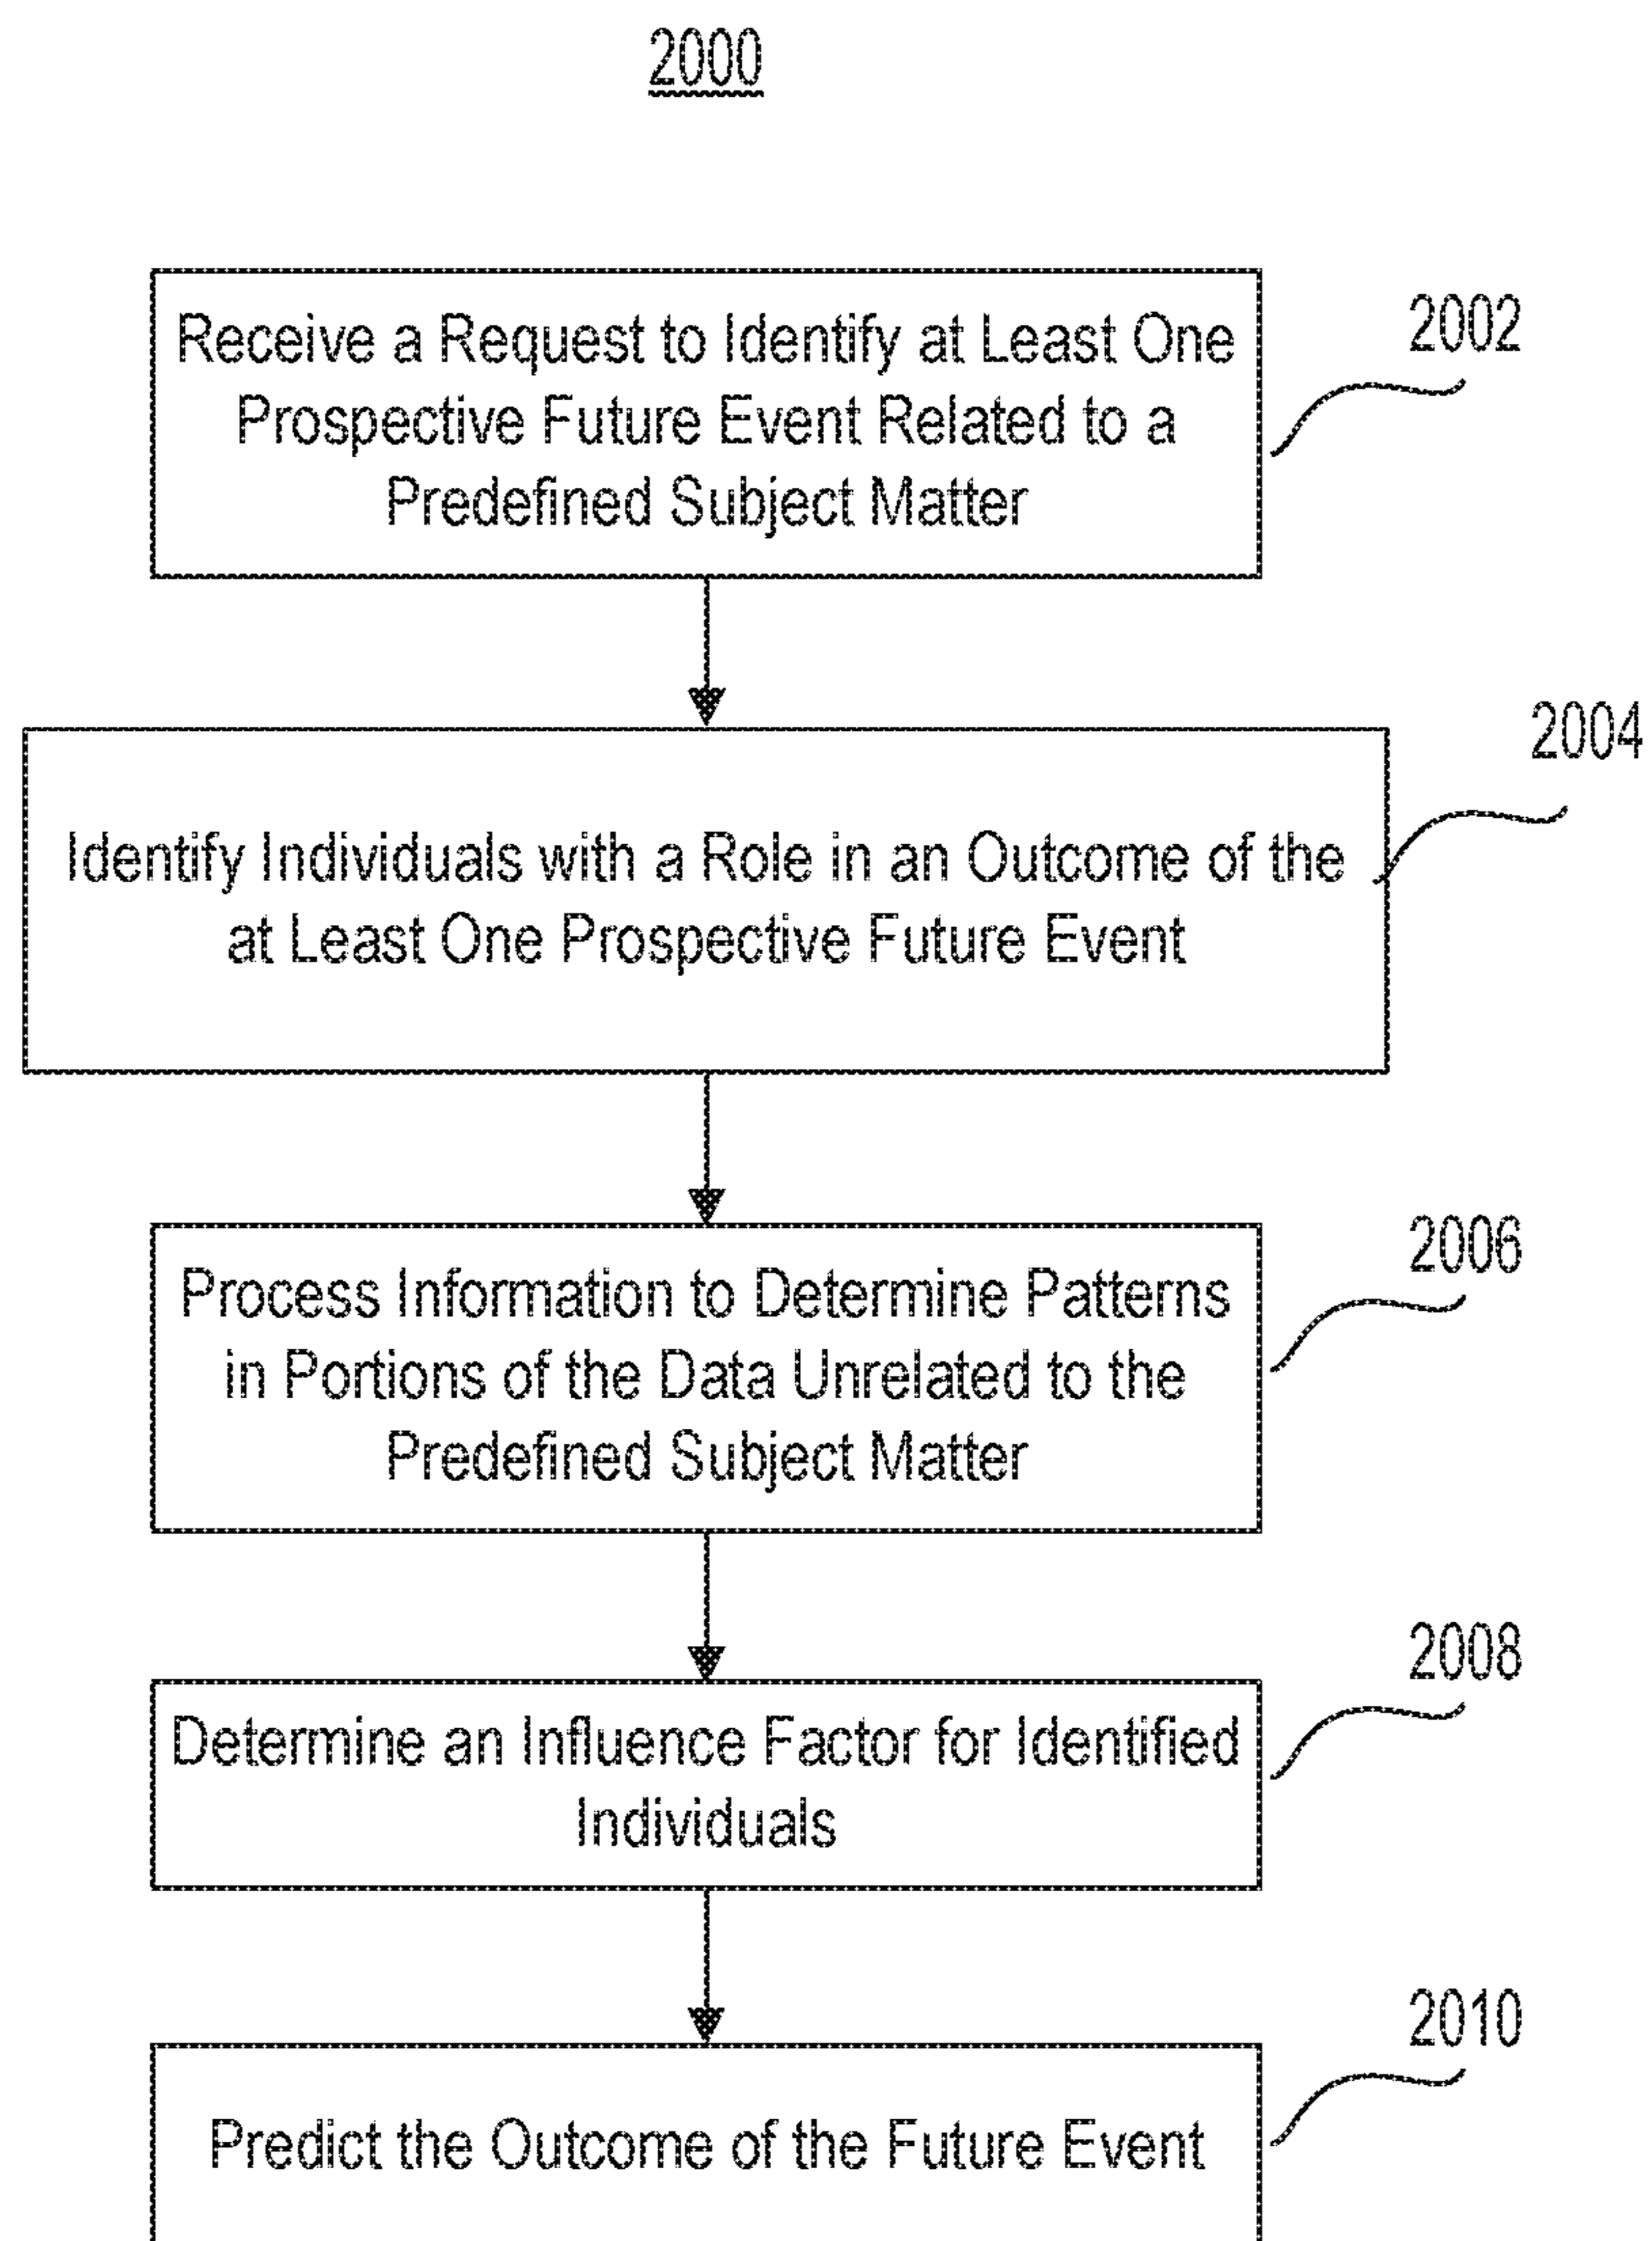 2000
Receive a Request to Identify at Least One
Prospective Future Event Related to a
Predefined Subject Matter
2002
Identify Individuals with a Role in an Outcome of the
at Least One Prospective Future Event
2004
Process Information to Determine Patterns
in Portions of the Data Unrelated to the
Predefined Subject Matter
2006
Determine an Influence Factor for Identified
Individuals
2008
Predict the Outcome of the Future Event
2010